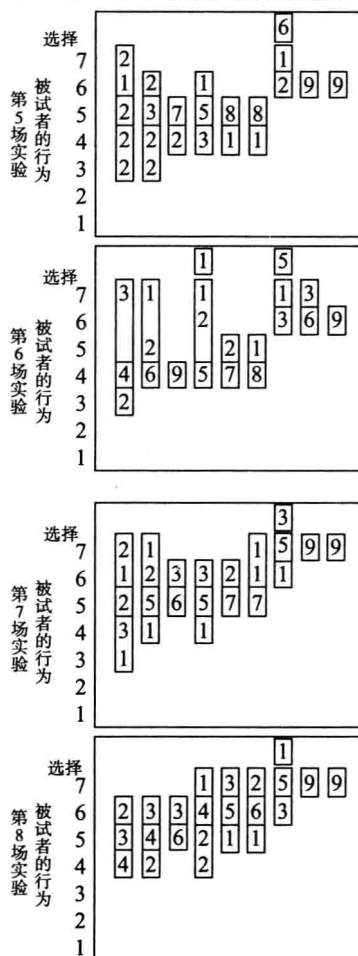 第5场实验
被试者的行为
6
选择
7 2 1
6 1 2 1 2 9 9
5 2 3 7 5 8 8
4 2 2 2 3 1 1
3 2 2
2
1
第6场实验
被试者的行为
1 5
选择
7 3 1 1 1 3
6 2 3 6 9
5 2 2 1
4 4 6 9 5 7 8
3 2
2
1
第7场实验
被试者的行为
3
选择
7 2 1 1 5 9 9
6 1 2 3 3 2 1 1
5 2 5 6 5 7 7
4 3 1 1
3 1
2
1
第8场实验
被试者的行为
1
选择
7 1 3 2 5 9 9
6 2 3 3 4 5 6 3
5 3 4 6 2 1 1
4 4 2 2
3
2
1